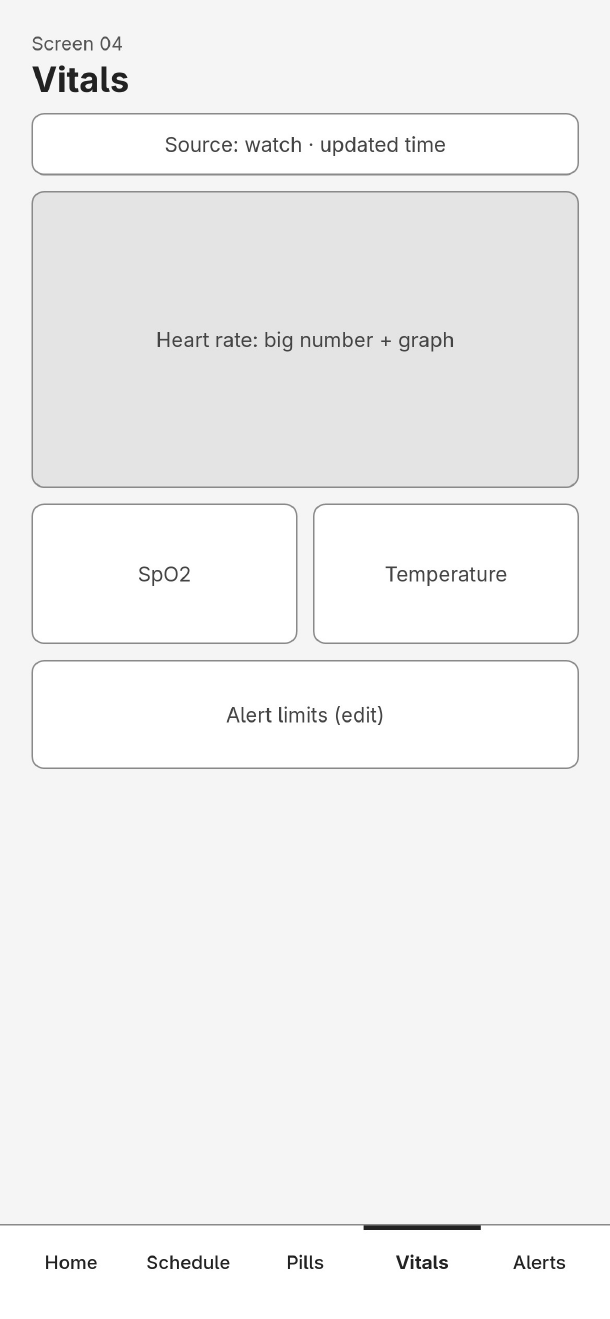 Screen 04
Vitals
Source: watch · updated time
Heart rate: big number + graph
SpO2
Temperature
Alert limits (edit)
Home
Schedule
Pills
Vitals
Alerts